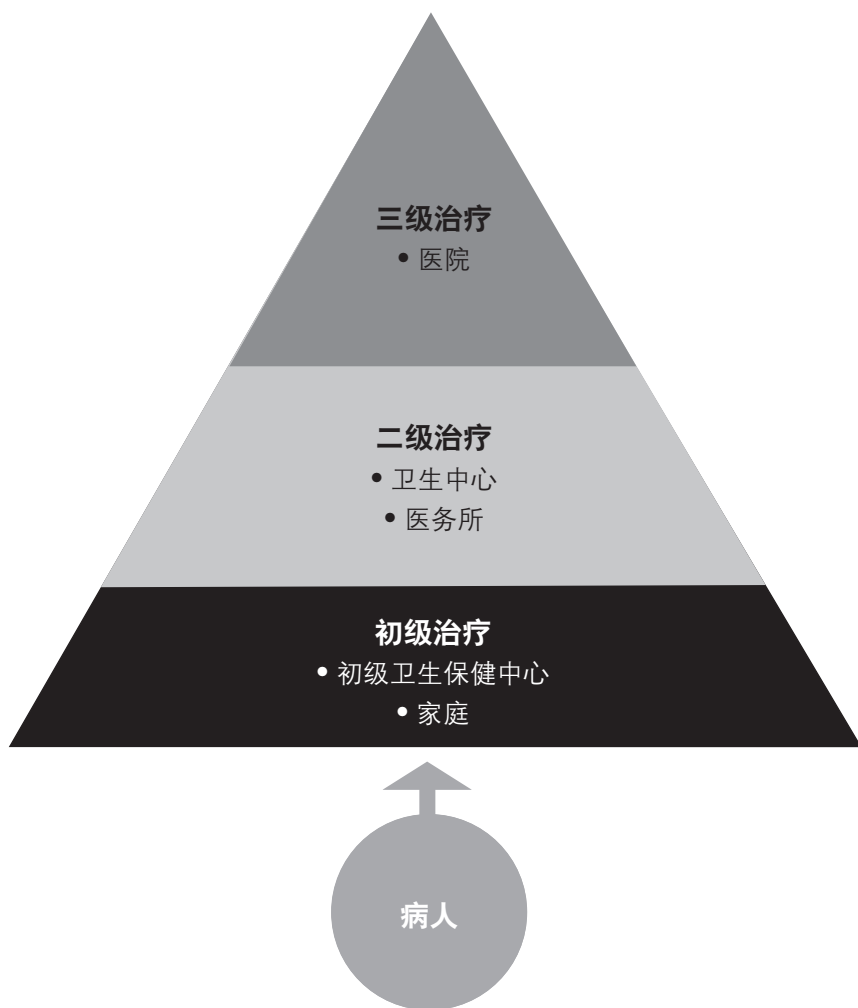 三级治疗
• 医院
二级治疗
• 卫生中心
• 医务所
初级治疗
• 初级卫生保健中心
• 家庭
病人